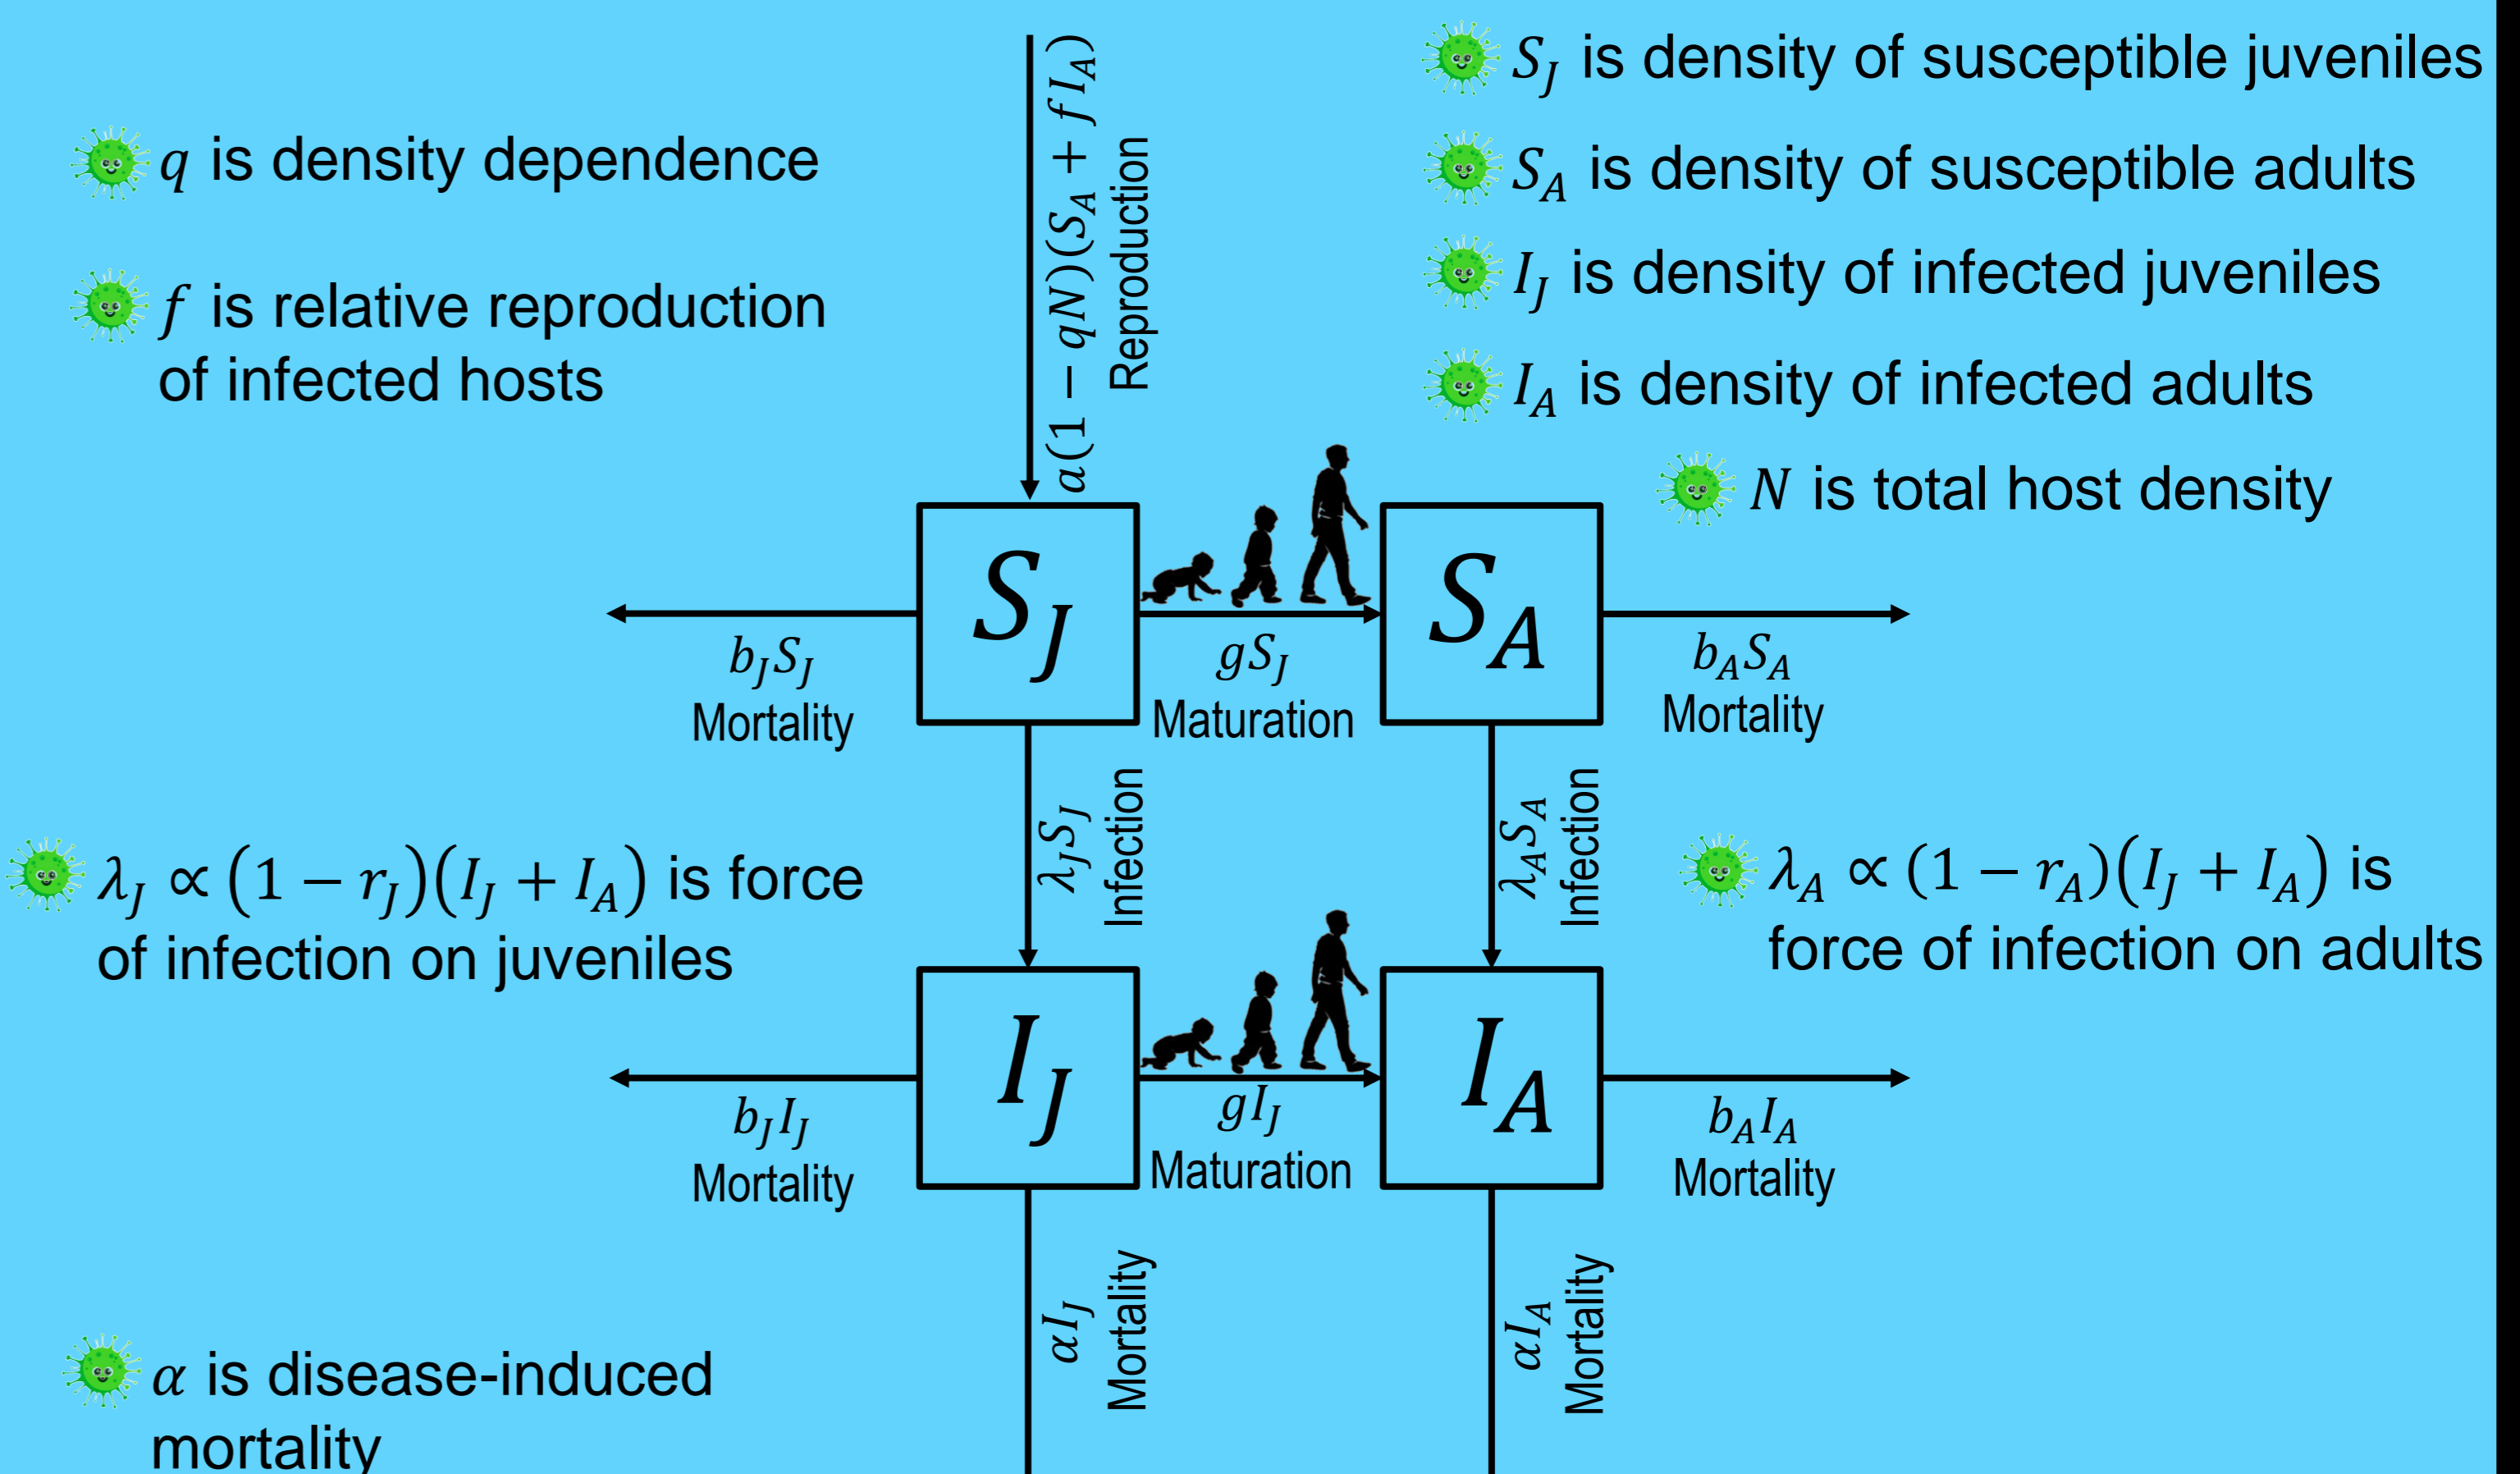 q is density dependence
f is relative reproduction
of infected hosts
a(1 − qN)(S_A + fI_A)
Reproduction
S_J is density of susceptible juveniles
S_A is density of susceptible adults
I_J is density of infected juveniles
I_A is density of infected adults
N is total host density
S_J
S_A
b_J S_J
Mortality
gS_J
Maturation
b_A S_A
Mortality
λ_J ∝ (1 − r_J)(I_J + I_A) is force
of infection on juveniles
λ_J S_J
Infection
λ_A S_A
Infection
λ_A ∝ (1 − r_A)(I_J + I_A) is
force of infection on adults
I_J
I_A
b_J I_J
Mortality
gI_J
Maturation
b_A I_A
Mortality
αI_J
Mortality
αI_A
Mortality
α is disease-induced
mortality